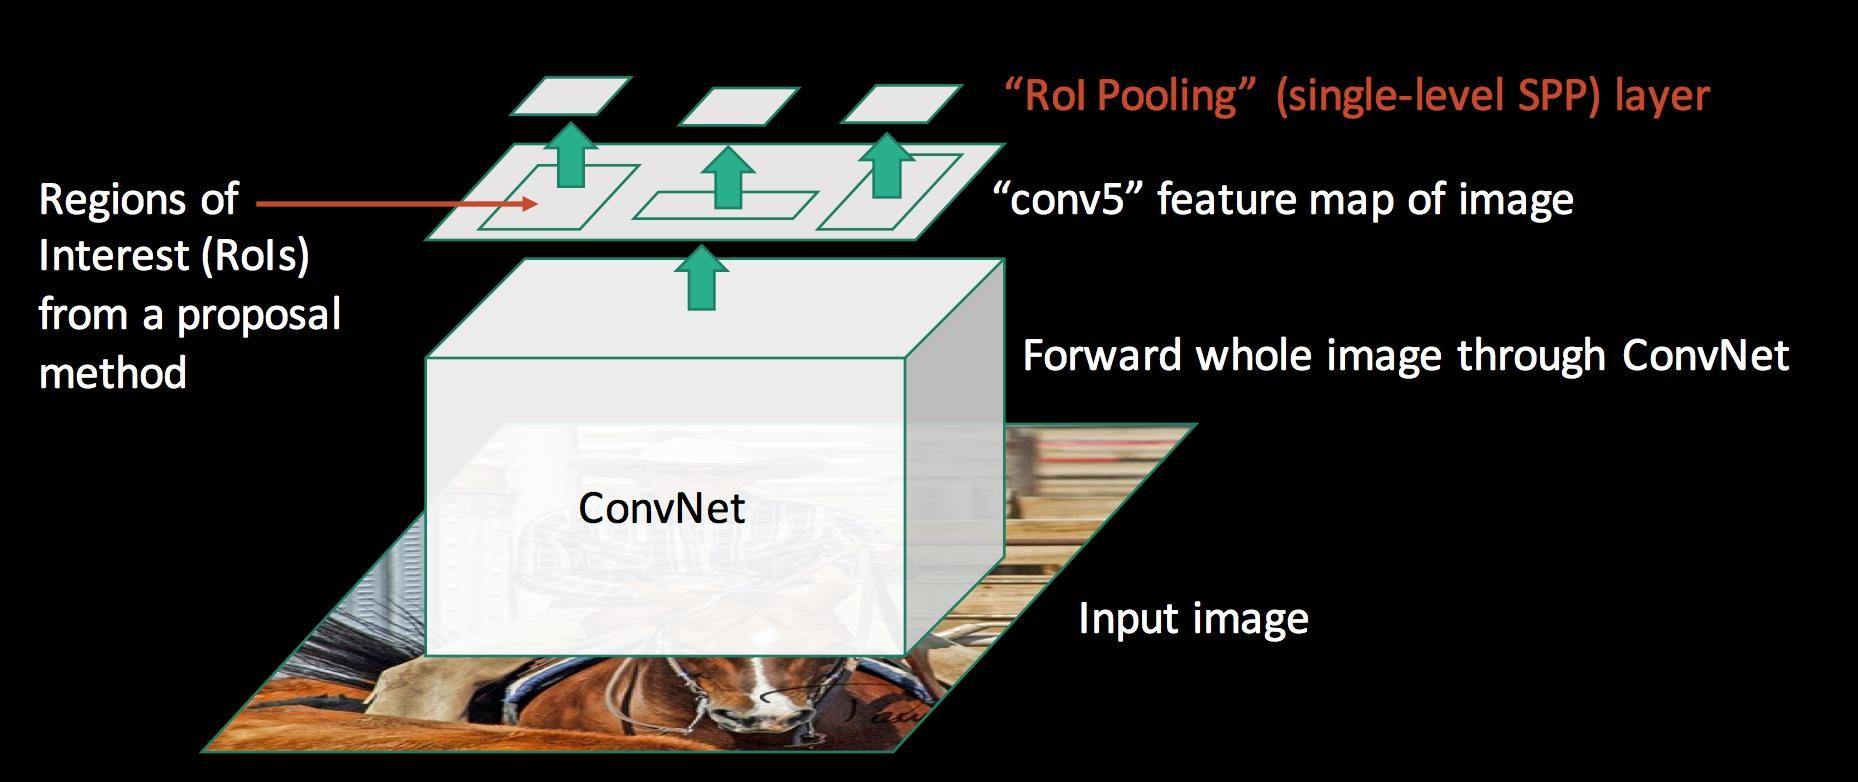 “RoI Pooling” (single-level SPP) layer
Regions of
Interest (RoIs)
from a proposal
method
“conv5” feature map of image
Forward whole image through ConvNet
ConvNet
Input image